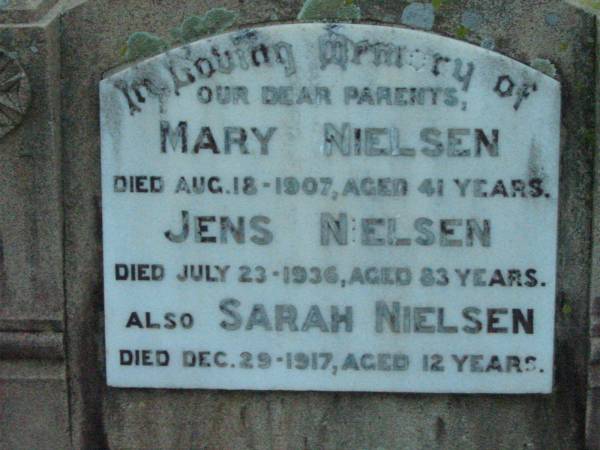 In Loving Memory of
OUR DEAR PARENTS,
MARY NIELSEN
DIED AUG. 18-1907, AGED 41 YEARS.
JENS NIELSEN
DIED JULY 23-1936, AGED 83 YEARS.
ALSO SARAH NIELSEN
DIED DEC. 29-1917, AGED 12 YEARS.